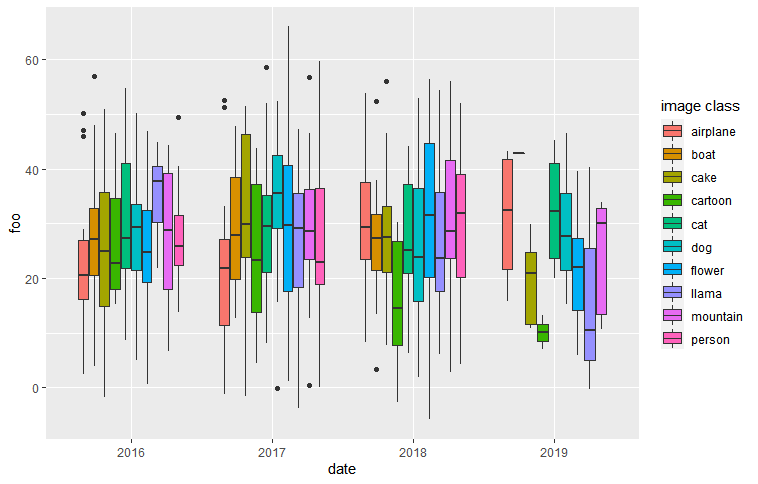 60
40
20
0
foo
2016 2017 2018 2019
date
image class
airplane
boat
cake
cartoon
cat
dog
flower
llama
mountain
person